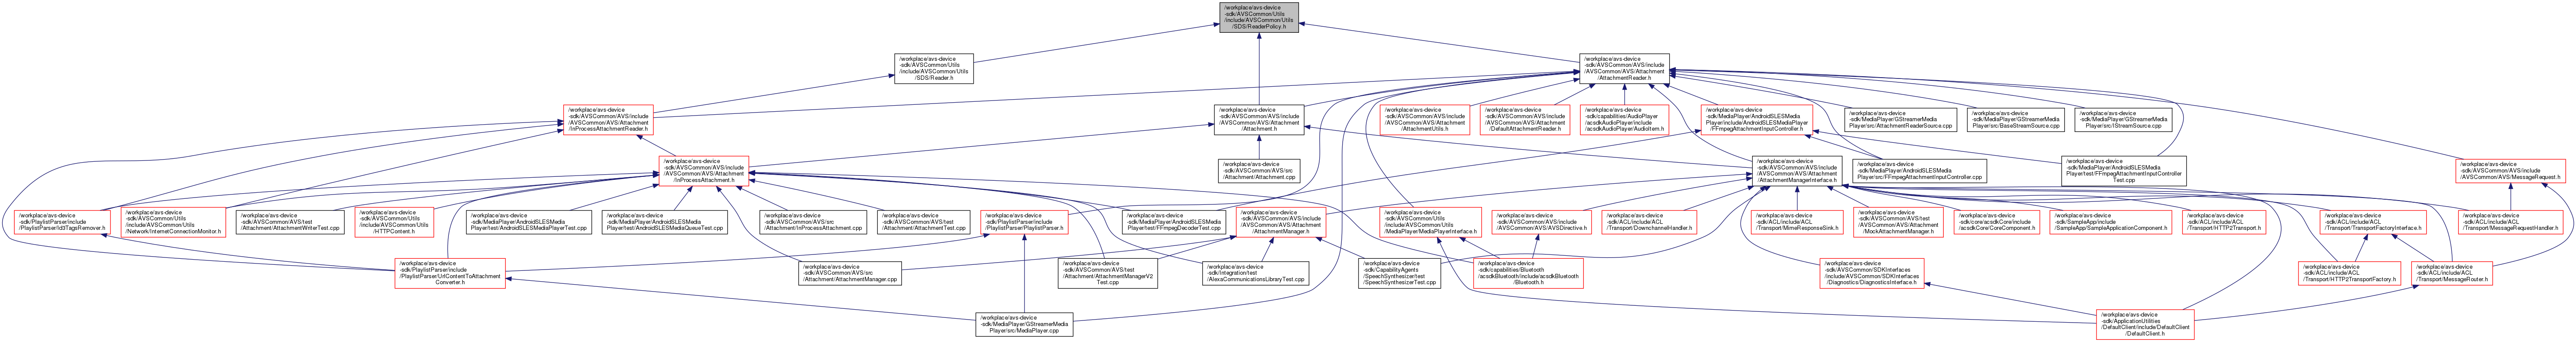 /workplace/avs-device
-sdk/AVSCommon/Utils
/include/AVSCommon/Utils
/SDS/ReaderPolicy.h
/workplace/avs-device
-sdk/AVSCommon/Utils
/include/AVSCommon/Utils
/SDS/Reader.h
/workplace/avs-device
-sdk/AVSCommon/AVS/include
/AVSCommon/AVS/Attachment
/AttachmentReader.h
/workplace/avs-device
-sdk/AVSCommon/AVS/include
/AVSCommon/AVS/Attachment
/InProcessAttachmentReader.h
/workplace/avs-device
-sdk/AVSCommon/AVS/include
/AVSCommon/AVS/Attachment
/Attachment.h
/workplace/avs-device
-sdk/AVSCommon/AVS/include
/AVSCommon/AVS/Attachment
/AttachmentUtils.h
/workplace/avs-device
-sdk/AVSCommon/AVS/include
/AVSCommon/AVS/Attachment
/DefaultAttachmentReader.h
/workplace/avs-device
-sdk/capabilities/AudioPlayer
/acsdkAudioPlayer/include
/acsdkAudioPlayer/AudioItem.h
/workplace/avs-device
-sdk/MediaPlayer/AndroidSLESMedia
Player/include/AndroidSLESMediaPlayer
/FFmpegAttachmentInputController.h
/workplace/avs-device
-sdk/MediaPlayer/GStreamerMedia
Player/src/AttachmentReaderSource.cpp
/workplace/avs-device
-sdk/MediaPlayer/GStreamerMedia
Player/src/BaseStreamSource.cpp
/workplace/avs-device
-sdk/MediaPlayer/GStreamerMedia
Player/src/IStreamSource.cpp
/workplace/avs-device
-sdk/AVSCommon/AVS/include
/AVSCommon/AVS/Attachment
/InProcessAttachment.h
/workplace/avs-device
-sdk/AVSCommon/AVS/src
/Attachment/Attachment.cpp
/workplace/avs-device
-sdk/AVSCommon/AVS/include
/AVSCommon/AVS/Attachment
/AttachmentManagerInterface.h
/workplace/avs-device
-sdk/MediaPlayer/AndroidSLESMedia
Player/src/FFmpegAttachmentInputController.cpp
/workplace/avs-device
-sdk/MediaPlayer/AndroidSLESMedia
Player/test/FFmpegAttachmentInputController
Test.cpp
/workplace/avs-device
-sdk/AVSCommon/AVS/include
/AVSCommon/AVS/MessageRequest.h
/workplace/avs-device
-sdk/PlaylistParser/include
/PlaylistParser/Id3TagsRemover.h
/workplace/avs-device
-sdk/AVSCommon/Utils
/include/AVSCommon/Utils
/Network/InternetConnectionMonitor.h
/workplace/avs-device
-sdk/AVSCommon/AVS/test
/Attachment/AttachmentWriterTest.cpp
/workplace/avs-device
-sdk/AVSCommon/Utils
/include/AVSCommon/Utils
/HTTPContent.h
/workplace/avs-device
-sdk/MediaPlayer/AndroidSLESMedia
Player/test/AndroidSLESMediaPlayerTest.cpp
/workplace/avs-device
-sdk/MediaPlayer/AndroidSLESMedia
Player/test/AndroidSLESMediaQueueTest.cpp
/workplace/avs-device
-sdk/AVSCommon/AVS/src
/Attachment/InProcessAttachment.cpp
/workplace/avs-device
-sdk/AVSCommon/AVS/test
/Attachment/AttachmentTest.cpp
/workplace/avs-device
-sdk/PlaylistParser/include
/PlaylistParser/PlaylistParser.h
/workplace/avs-device
-sdk/MediaPlayer/AndroidSLESMedia
Player/test/FFmpegDecoderTest.cpp
/workplace/avs-device
-sdk/AVSCommon/AVS/include
/AVSCommon/AVS/Attachment
/AttachmentManager.h
/workplace/avs-device
-sdk/AVSCommon/Utils
/include/AVSCommon/Utils
/MediaPlayer/MediaPlayerInterface.h
/workplace/avs-device
-sdk/AVSCommon/AVS/include
/AVSCommon/AVS/AVSDirective.h
/workplace/avs-device
-sdk/ACL/include/ACL
/Transport/DownchannelHandler.h
/workplace/avs-device
-sdk/ACL/include/ACL
/Transport/MimeResponseSink.h
/workplace/avs-device
-sdk/AVSCommon/AVS/test
/AVSCommon/AVS/Attachment
/MockAttachmentManager.h
/workplace/avs-device
-sdk/core/acsdkCore/include
/acsdkCore/CoreComponent.h
/workplace/avs-device
-sdk/SampleApp/include
/SampleApp/SampleApplicationComponent.h
/workplace/avs-device
-sdk/ACL/include/ACL
/Transport/HTTP2Transport.h
/workplace/avs-device
-sdk/ACL/include/ACL
/Transport/TransportFactoryInterface.h
/workplace/avs-device
-sdk/ACL/include/ACL
/Transport/MessageRequestHandler.h
/workplace/avs-device
-sdk/PlaylistParser/include
/PlaylistParser/UrlContentToAttachment
Converter.h
/workplace/avs-device
-sdk/AVSCommon/AVS/src
/Attachment/AttachmentManager.cpp
/workplace/avs-device
-sdk/AVSCommon/AVS/test
/Attachment/AttachmentManagerV2
Test.cpp
/workplace/avs-device
-sdk/Integration/test
/AlexaCommunicationsLibraryTest.cpp
/workplace/avs-device
-sdk/CapabilityAgents
/SpeechSynthesizer/test
/SpeechSynthesizerTest.cpp
/workplace/avs-device
-sdk/capabilities/Bluetooth
/acsdkBluetooth/include/acsdkBluetooth
/Bluetooth.h
/workplace/avs-device
-sdk/AVSCommon/SDKInterfaces
/include/AVSCommon/SDKInterfaces
/Diagnostics/DiagnosticsInterface.h
/workplace/avs-device
-sdk/ACL/include/ACL
/Transport/HTTP2TransportFactory.h
/workplace/avs-device
-sdk/ACL/include/ACL
/Transport/MessageRouter.h
/workplace/avs-device
-sdk/MediaPlayer/GStreamerMedia
Player/src/MediaPlayer.cpp
/workplace/avs-device
-sdk/ApplicationUtilities
/DefaultClient/include/DefaultClient
/DefaultClient.h